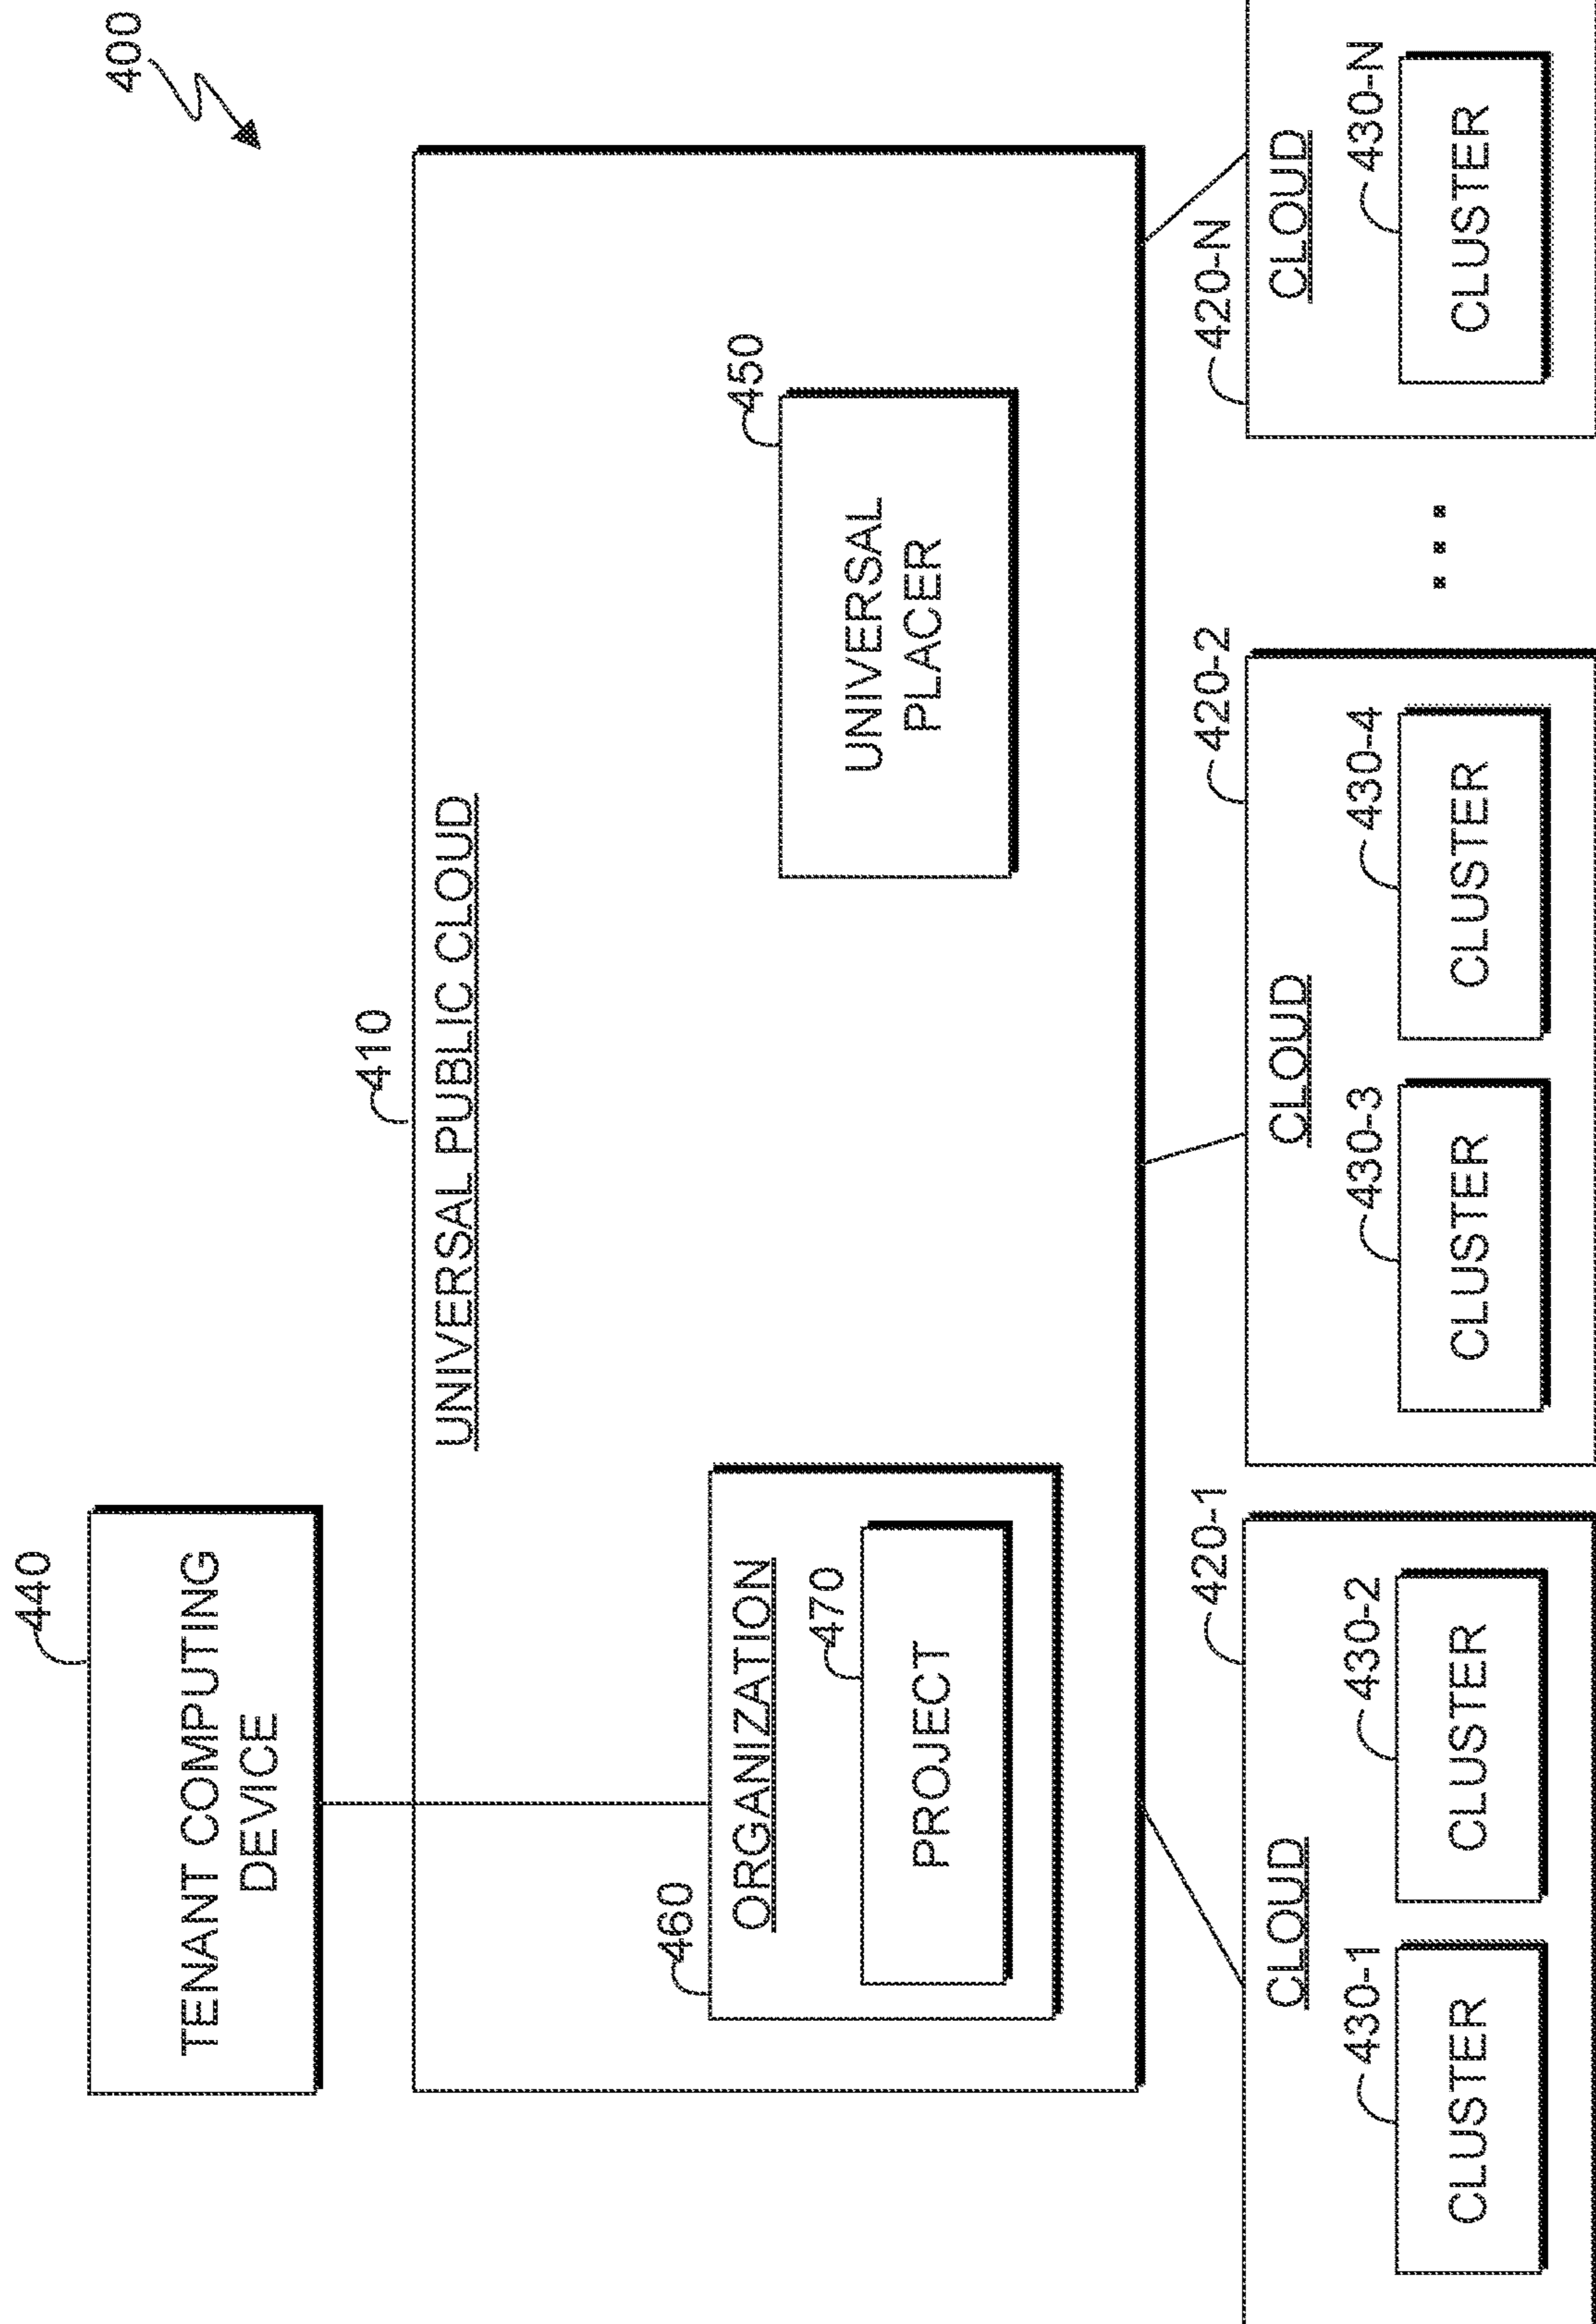 400
440
TENANT COMPUTING
DEVICE
410
UNIVERSAL PUBLIC CLOUD
460
ORGANIZATION
470
PROJECT
450
UNIVERSAL
PLACER
420-1
CLOUD
430-1
CLUSTER
430-2
CLUSTER
420-2
CLOUD
430-3
CLUSTER
430-4
CLUSTER
...
420-N
CLOUD
430-N
CLUSTER